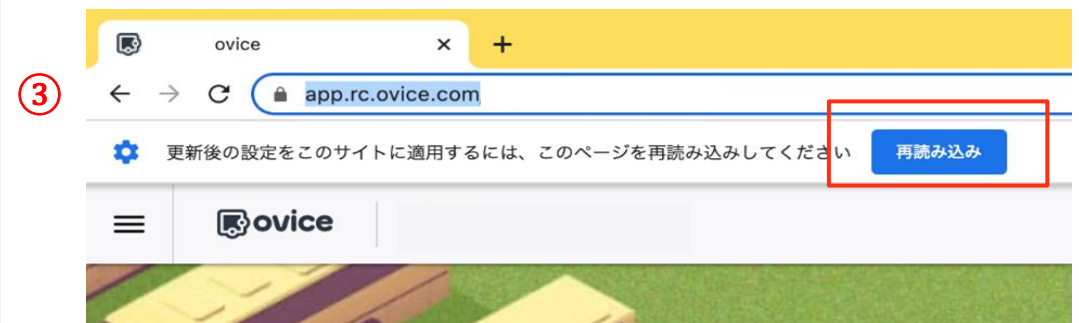 ovice
③
app.rc.ovice.com
更新後の設定をこのサイトに適用するには、このページを再読み込みしてください
再読み込み
ovice